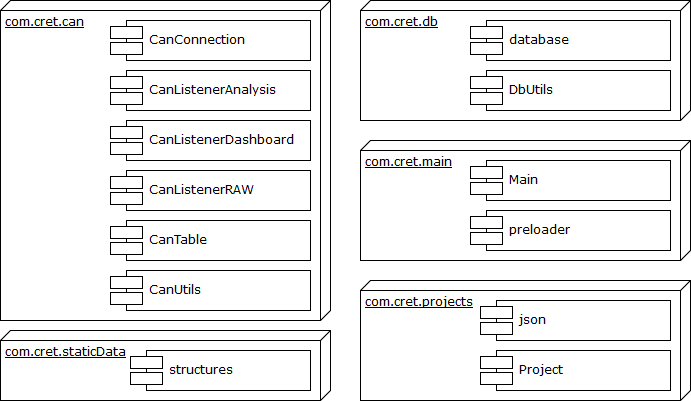 com.cret.can
CanConnection
CanListenerAnalysis
CanListenerDashboard
CanListenerRAW
CanTable
CanUtils
com.cret.staticData
structures
com.cret.db
database
DbUtils
com.cret.main
Main
preloader
com.cret.projects
json
Project